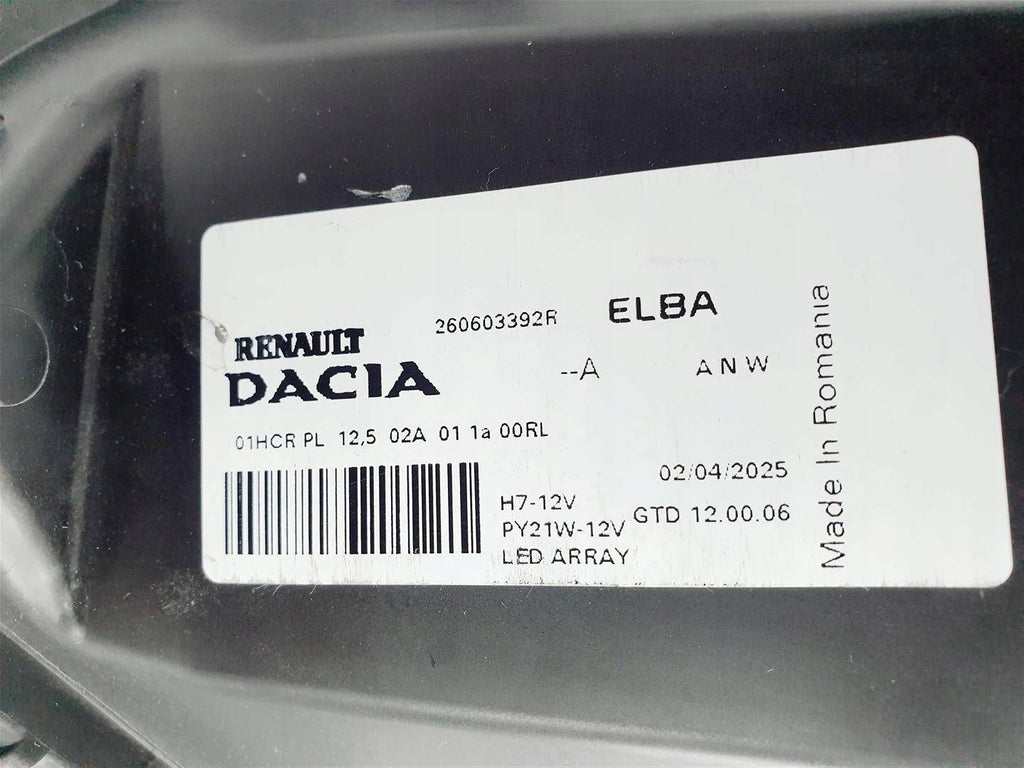 RENAULT
DACIA
260603392R
ELBA
--A
ANW
01HCR PL 12,5 02A 01 1a 00RL
H7-12V
PY21W-12V
LED ARRAY
02/04/2025
GTD 12.00.06
Made In Romania